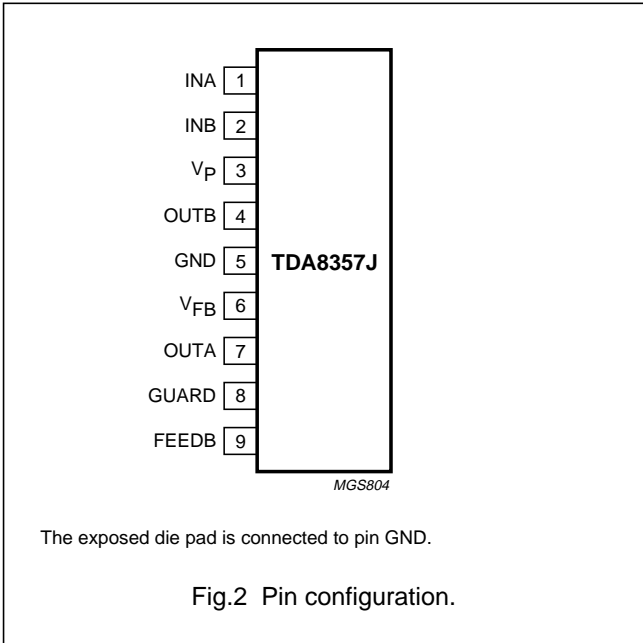 INA 1
INB 2
VP 3
OUTB 4
GND 5
TDA8357J
VFB 6
OUTA 7
GUARD 8
FEEDB 9
MGS804
The exposed die pad is connected to pin GND.
Fig.2 Pin configuration.